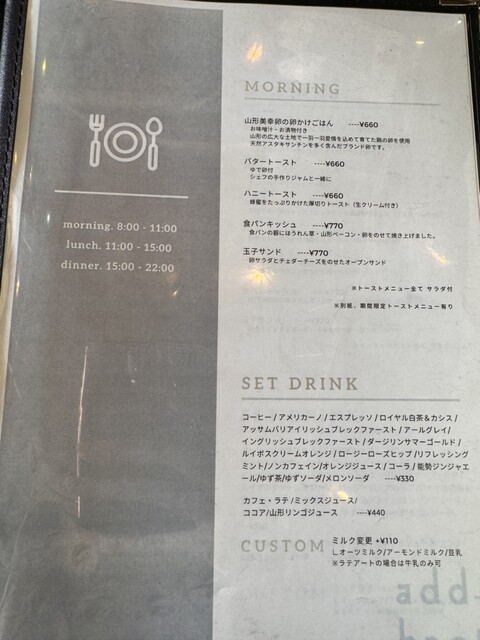 morning. 8:00 - 11:00
lunch. 11:00 - 15:00
dinner. 15:00 - 22:00
MORNING
山形美幸卵の卵かけごはん ----¥660
お味噌汁・お漬物付き
山形の広大な土地で一羽一羽愛情を込めて育てた鶏の卵を使用
天然アスタキサンチンを多く含んだブランド卵です。
バタートースト ----¥660
ゆで卵付
シェフの手作りジャムと一緒に
ハニートースト ----¥660
蜂蜜をたっぷりかけた厚切りトースト（生クリーム付き）
食パンキッシュ ----¥770
食パンの器にほうれん草・山形ベーコン・卵をのせて焼き上げました。
玉子サンド ----¥770
卵サラダとチェダーチーズをのせたオープンサンド
※トーストメニュー全て サラダ付
※別紙、期間限定トーストメニュー有り
SET DRINK
コーヒー / アメリカーノ / エスプレッソ / ロイヤル白茶＆カシス /
アッサムバリアイリッシュブレックファースト / アールグレイ/
イングリッシュブレックファースト / ダージリンサマーゴールド /
ルイボスクリームオレンジ / ロージーローズヒップ /リフレッシング
ミント/ノンカフェイン/オレンジジュース / コーラ / 能勢ジンジャエ
ール/ゆず茶/ゆずソーダ/メロンソーダ ----¥330
カフェ・ラテ /ミックスジュース/
ココア/山形リンゴジュース ----¥440
CUSTOM ミルク変更 +¥110
∟オーツミルク/アーモンドミルク/豆乳
※ラテアートの場合は牛乳のみ可
add-